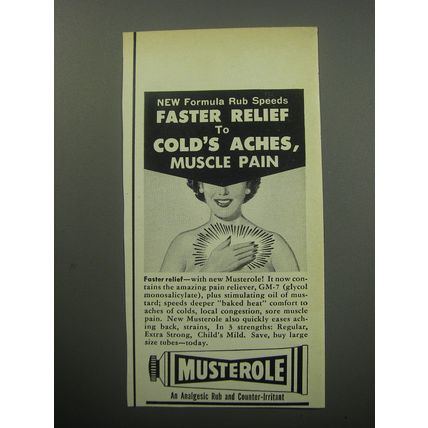 NEW Formula Rub Speeds
FASTER RELIEF
To
COLD'S ACHES,
MUSCLE PAIN
Faster relief—with new Musterole! It now con-
tains the amazing pain reliever, GM-7 (glycol
monosalicylate), plus stimulating oil of mus-
tard; speeds deeper "baked heat" comfort to
aches of colds, local congestion, sore muscle
pain. New Musterole also quickly eases ach-
ing back, strains, In 3 strengths: Regular,
Extra Strong, Child's Mild. Save, buy large
size tubes—today.
MUSTEROLE
An Analgesic Rub and Counter-Irritant